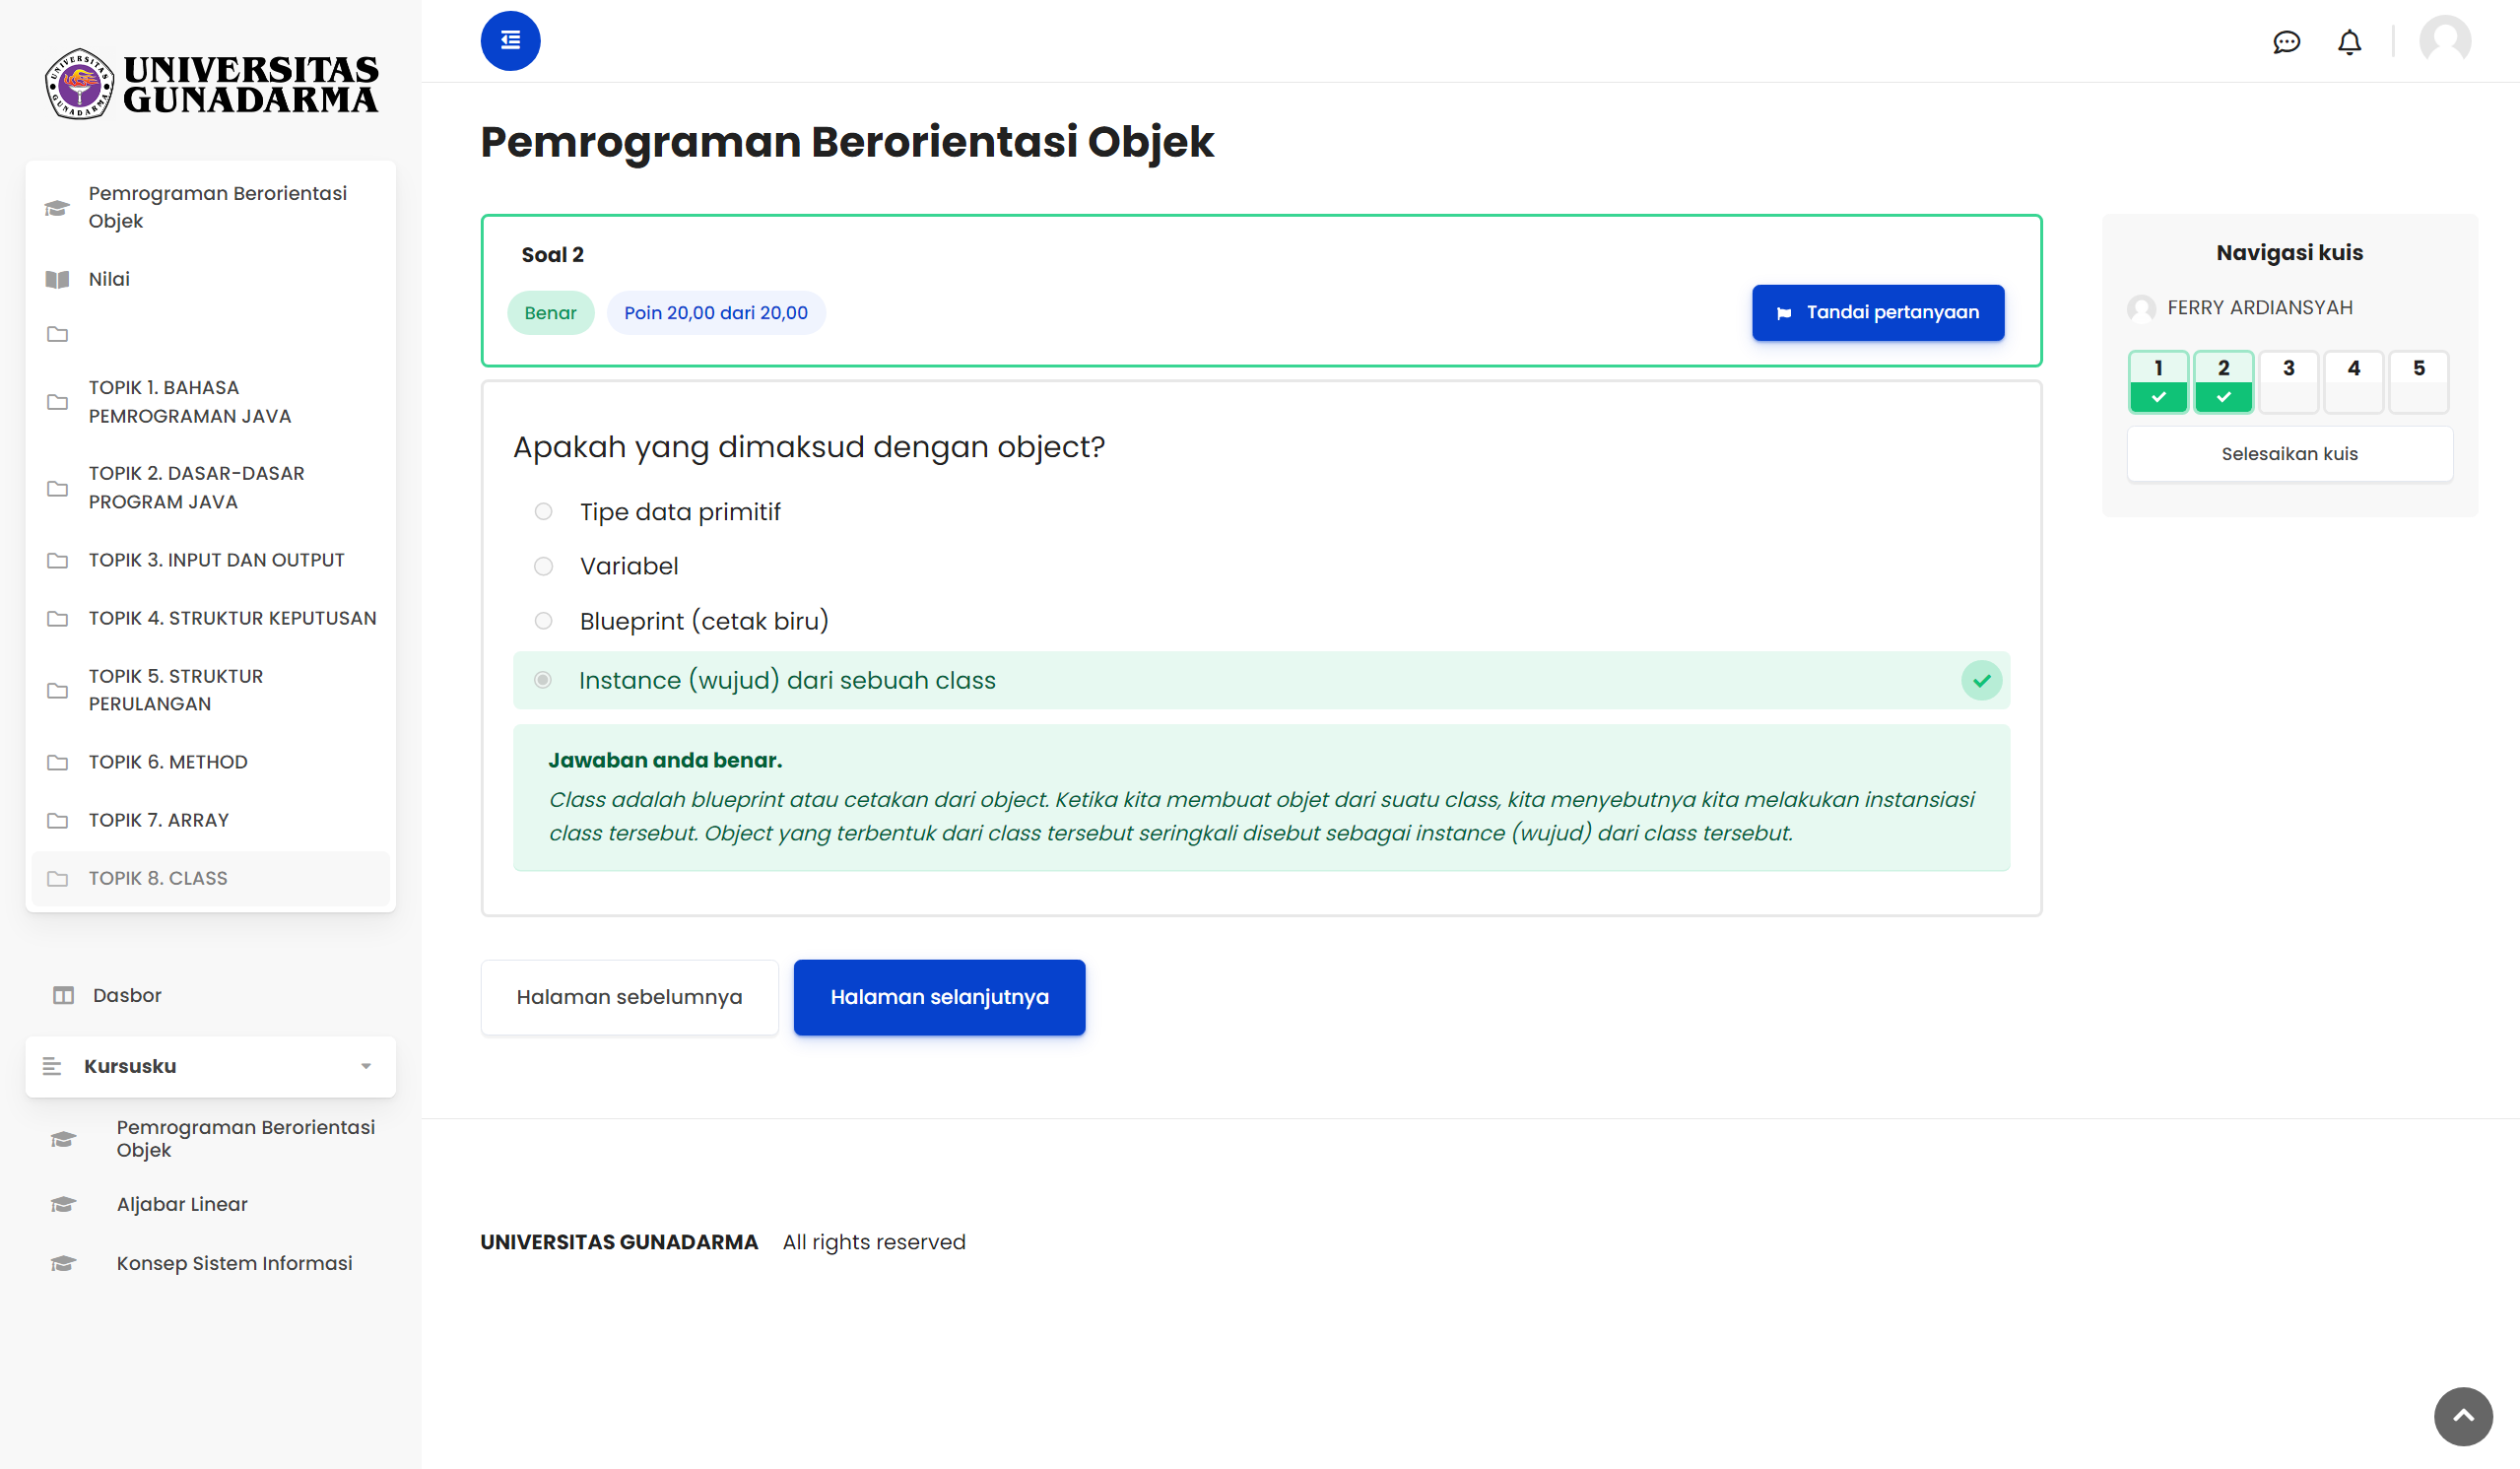 UNIVERSITAS
GUNADARMA
Pemrograman Berorientasi
Objek
Nilai
TOPIK 1. BAHASA
PEMROGRAMAN JAVA
TOPIK 2. DASAR-DASAR
PROGRAM JAVA
TOPIK 3. INPUT DAN OUTPUT
TOPIK 4. STRUKTUR KEPUTUSAN
TOPIK 5. STRUKTUR
PERULANGAN
TOPIK 6. METHOD
TOPIK 7. ARRAY
TOPIK 8. CLASS
Dasbor
Kursusku
Pemrograman Berorientasi
Objek
Aljabar Linear
Konsep Sistem Informasi
Pemrograman Berorientasi Objek
Soal 2
Benar
Poin 20,00 dari 20,00
Tandai pertanyaan
Apakah yang dimaksud dengan object?
Tipe data primitif
Variabel
Blueprint (cetak biru)
Instance (wujud) dari sebuah class
Jawaban anda benar.
Class adalah blueprint atau cetakan dari object. Ketika kita membuat objet dari suatu class, kita menyebutnya kita melakukan instansiasi
class tersebut. Object yang terbentuk dari class tersebut seringkali disebut sebagai instance (wujud) dari class tersebut.
Halaman sebelumnya
Halaman selanjutnya
Navigasi kuis
FERRY ARDIANSYAH
1 2 3 4 5
Selesaikan kuis
UNIVERSITAS GUNADARMA All rights reserved